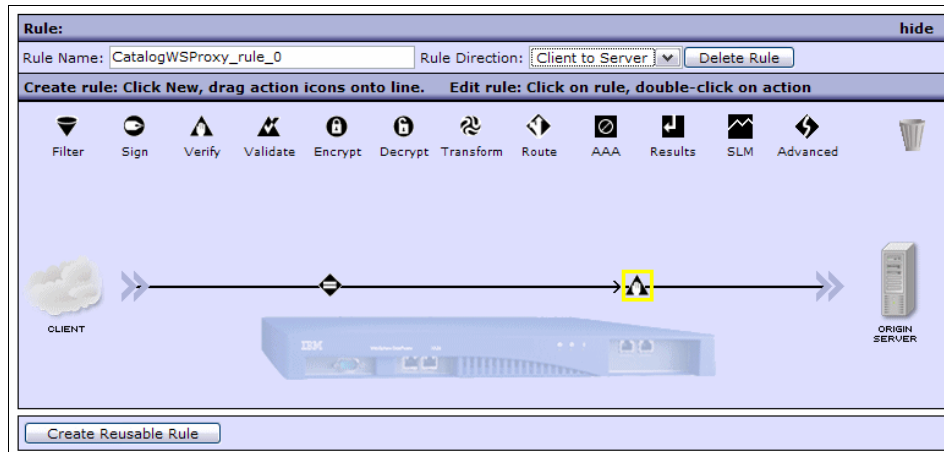 Rule: hide
Rule Name: CatalogWSProxy_rule_0 Rule Direction: Client to Server Delete Rule
Create rule: Click New, drag action icons onto line. Edit rule: Click on rule, double-click on action
Filter Sign Verify Validate Encrypt Decrypt Transform Route AAA Results SLM Advanced
CLIENT
ORIGIN
SERVER
IBM
Create Reusable Rule